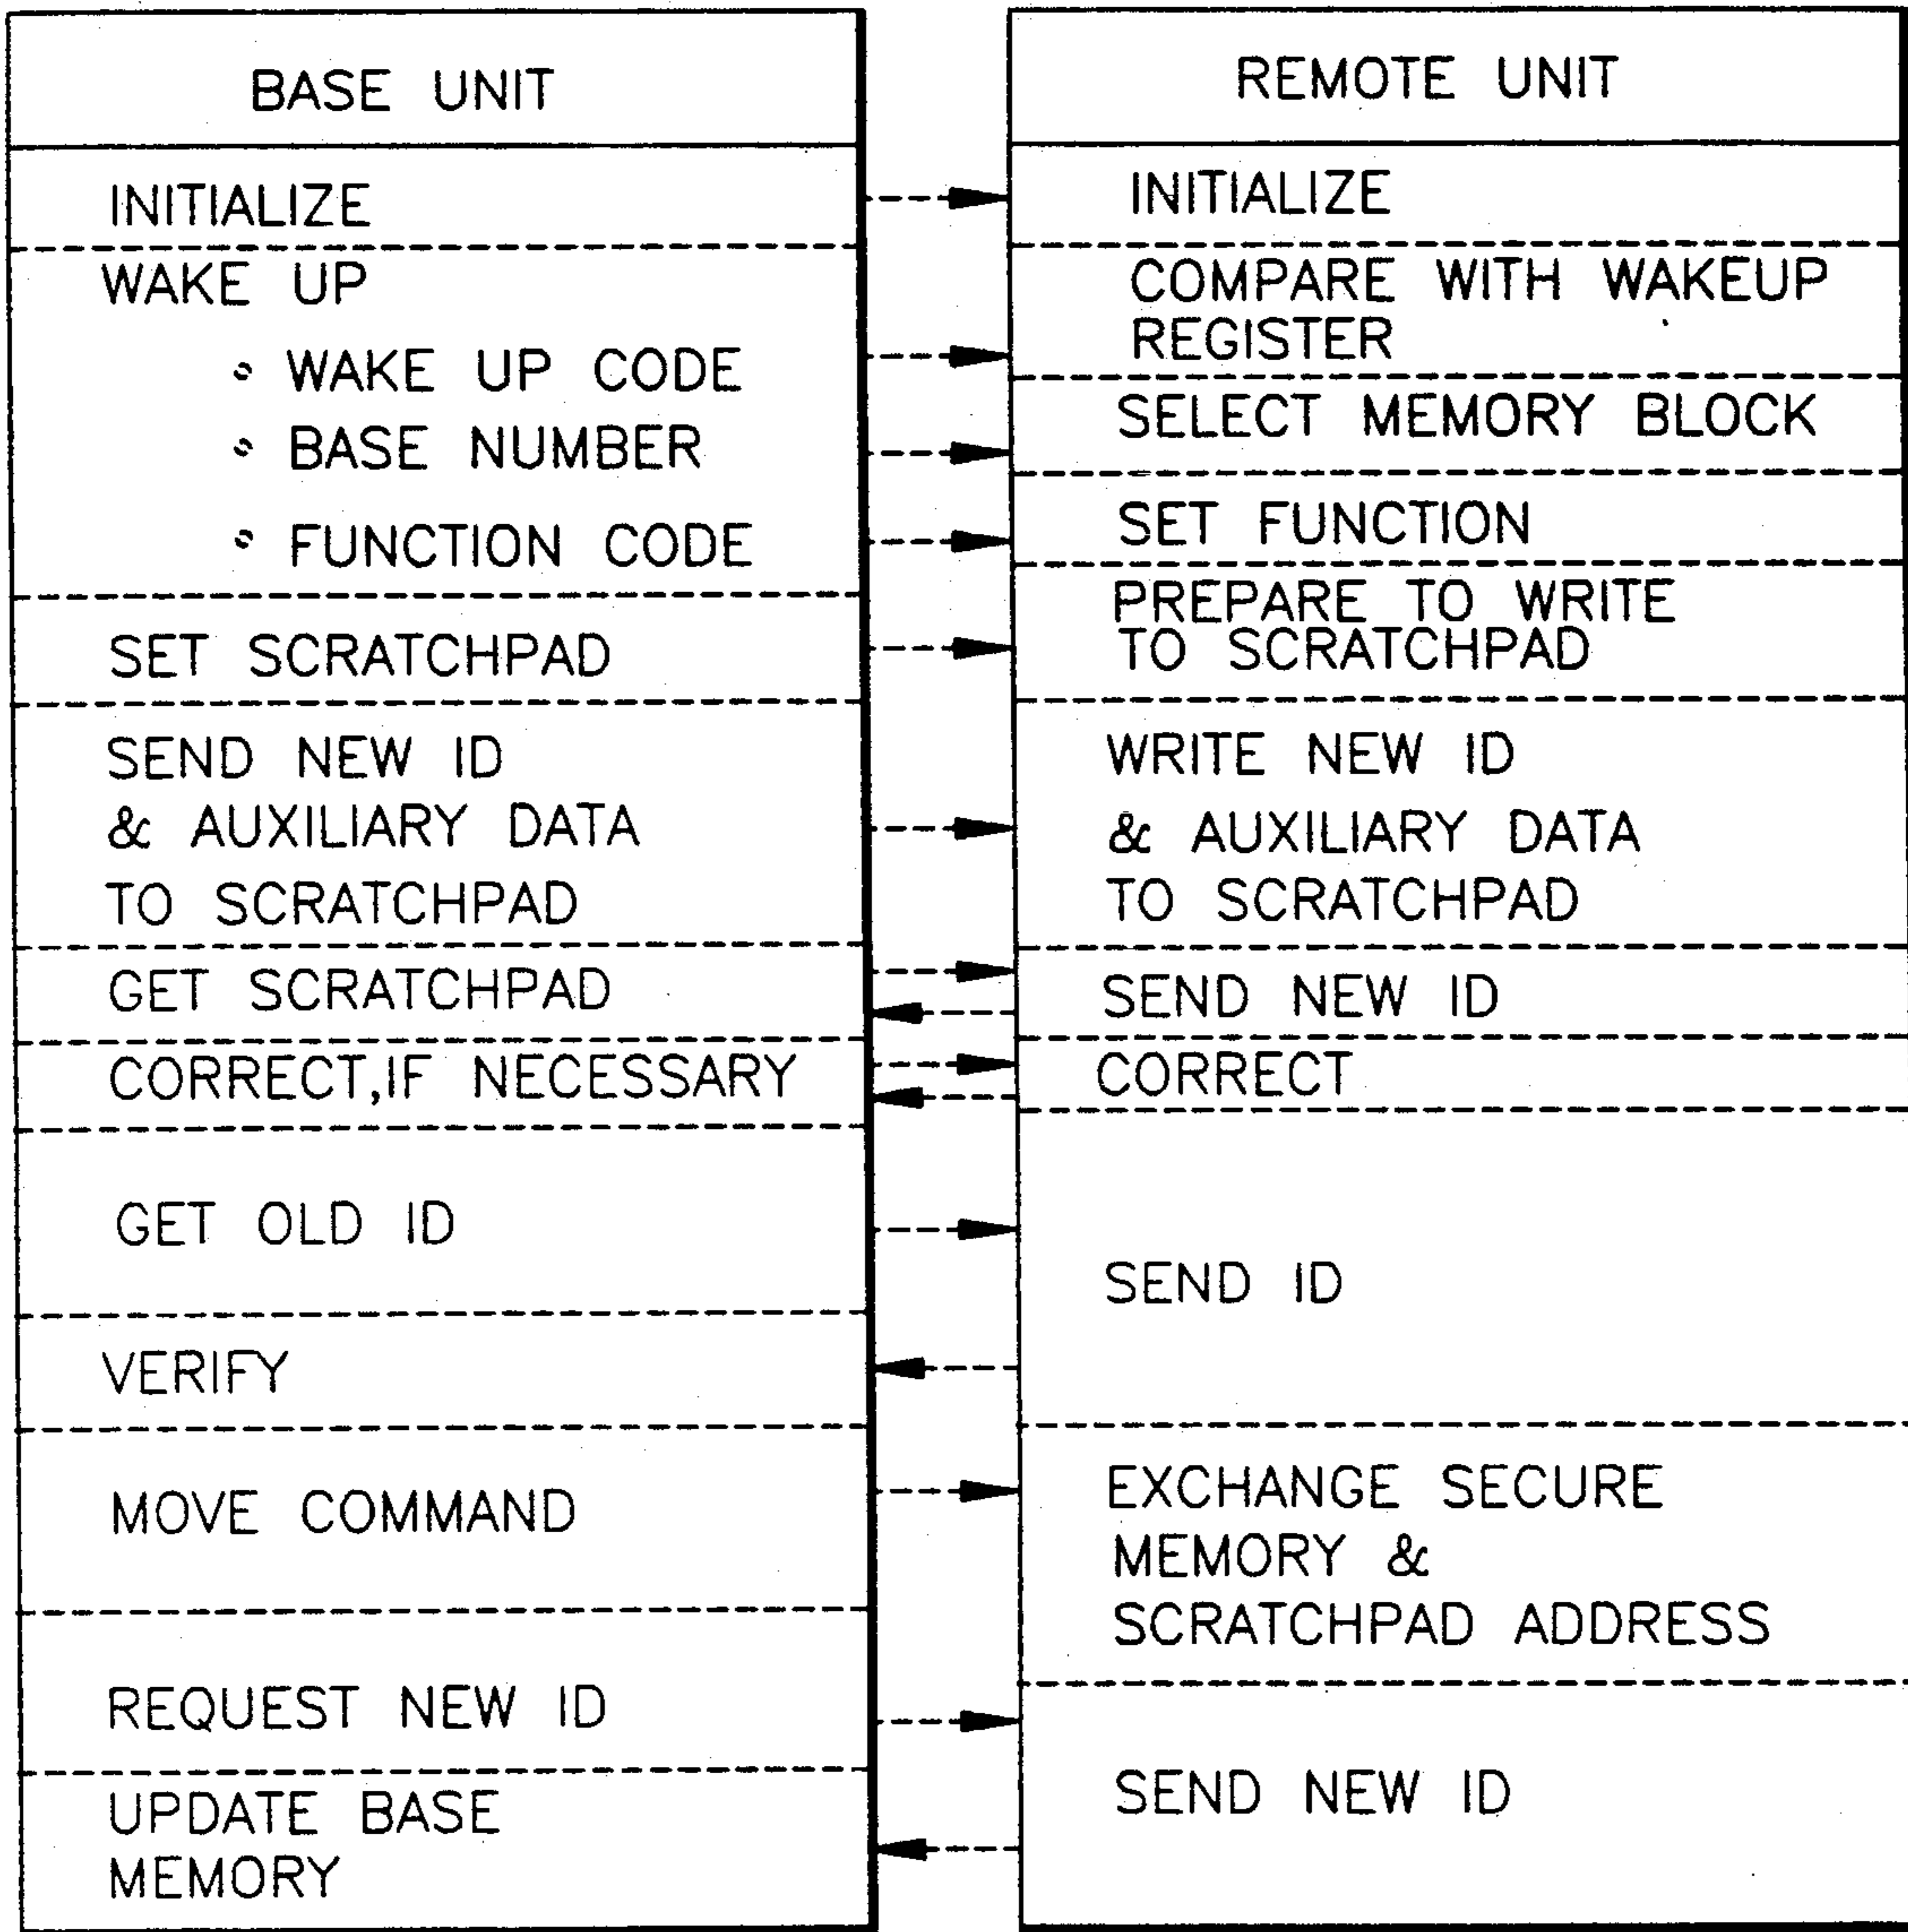 BASE UNIT
INITIALIZE
WAKE UP
• WAKE UP CODE
• BASE NUMBER
• FUNCTION CODE
SET SCRATCHPAD
SEND NEW ID
& AUXILIARY DATA
TO SCRATCHPAD
GET SCRATCHPAD
CORRECT,IF NECESSARY
GET OLD ID
VERIFY
MOVE COMMAND
REQUEST NEW ID
UPDATE BASE
MEMORY
REMOTE UNIT
INITIALIZE
COMPARE WITH WAKEUP
REGISTER
SELECT MEMORY BLOCK
SET FUNCTION
PREPARE TO WRITE
TO SCRATCHPAD
WRITE NEW ID
& AUXILIARY DATA
TO SCRATCHPAD
SEND NEW ID
CORRECT
SEND ID
EXCHANGE SECURE
MEMORY &
SCRATCHPAD ADDRESS
SEND NEW ID